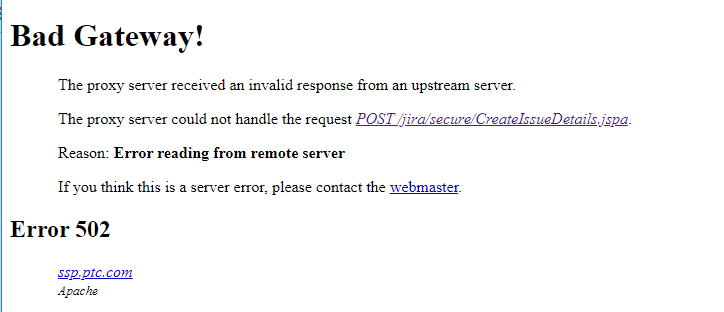 Bad Gateway!
The proxy server received an invalid response from an upstream server.
The proxy server could not handle the request POST /jira/secure/CreateIssueDetails.jspa.
Reason: Error reading from remote server
If you think this is a server error, please contact the webmaster.
Error 502
ssp.ptc.com
Apache